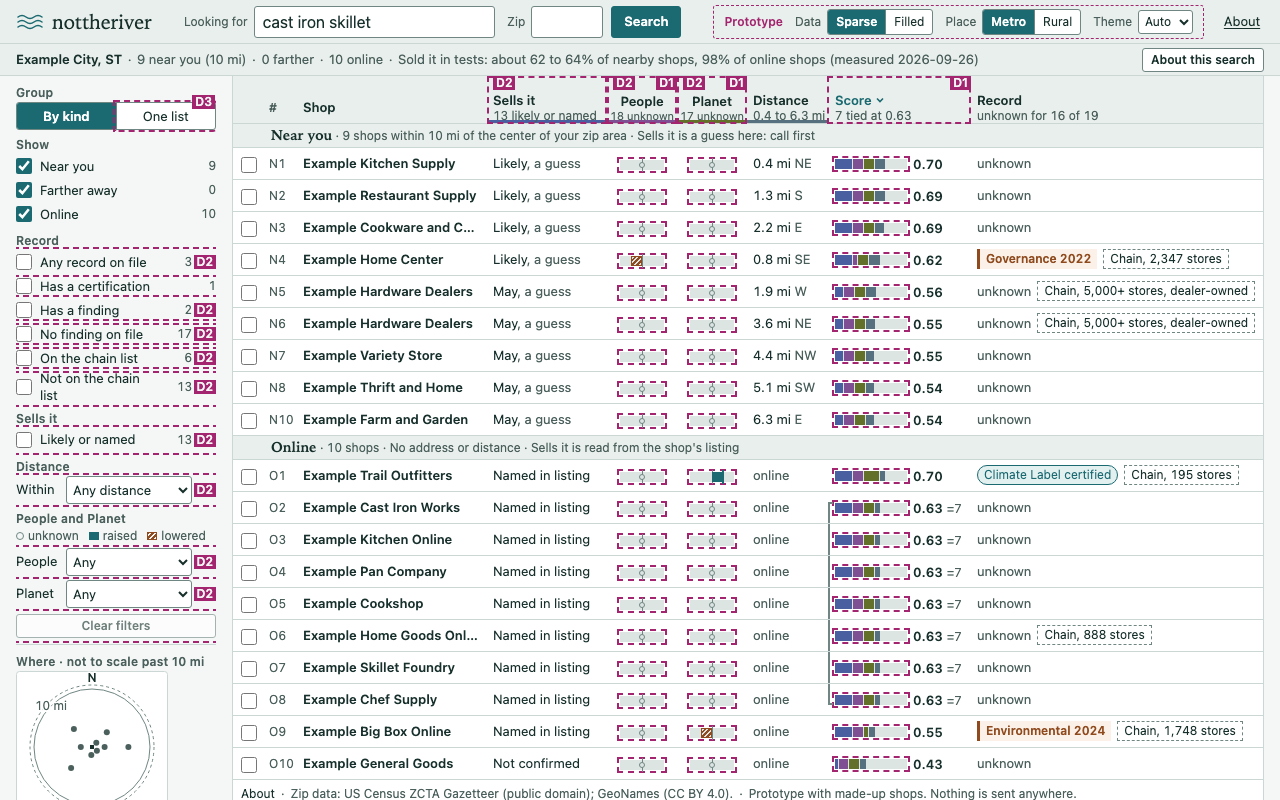 nottheriver Looking for cast iron skillet Zip Search Prototype Data Sparse Filled Place Metro Rural Theme Auto About
Example City, ST · 9 near you (10 mi) · 0 farther · 10 online · Sold it in tests: about 62 to 64% of nearby shops, 98% of online shops (measured 2026-09-26) About this search
Group
By kind One list D3
Show
Near you 9
Farther away 0
Online 10
Record
Any record on file 3 D2
Has a certification 1
Has a finding 2 D2
No finding on file 17 D2
On the chain list 6 D2
Not on the chain list 13 D2
Sells it
Likely or named 13 D2
Distance
Within Any distance D2
People and Planet
unknown raised lowered
People Any D2
Planet Any D2
Clear filters
Where · not to scale past 10 mi
N
10 mi
D2 D2 D1 D2 D1 D1
# Shop Sells it People Planet Distance Score Record
13 likely or named 18 unknown 17 unknown 0.4 to 6.3 mi 7 tied at 0.63 unknown for 16 of 19
Near you · 9 shops within 10 mi of the center of your zip area · Sells it is a guess here: call first
N1 Example Kitchen Supply Likely, a guess 0.4 mi NE 0.70 unknown
N2 Example Restaurant Supply Likely, a guess 1.3 mi S 0.69 unknown
N3 Example Cookware and C... Likely, a guess 2.2 mi E 0.69 unknown
N4 Example Home Center Likely, a guess 0.8 mi SE 0.62 Governance 2022 Chain, 2,347 stores
N5 Example Hardware Dealers May, a guess 1.9 mi W 0.56 unknown Chain, 5,000+ stores, dealer-owned
N6 Example Hardware Dealers May, a guess 3.6 mi NE 0.55 unknown Chain, 5,000+ stores, dealer-owned
N7 Example Variety Store May, a guess 4.4 mi NW 0.55 unknown
N8 Example Thrift and Home May, a guess 5.1 mi SW 0.54 unknown
N10 Example Farm and Garden May, a guess 6.3 mi E 0.54 unknown
Online · 10 shops · No address or distance · Sells it is read from the shop's listing
O1 Example Trail Outfitters Named in listing online 0.70 Climate Label certified Chain, 195 stores
O2 Example Cast Iron Works Named in listing online 0.63 =7 unknown
O3 Example Kitchen Online Named in listing online 0.63 =7 unknown
O4 Example Pan Company Named in listing online 0.63 =7 unknown
O5 Example Cookshop Named in listing online 0.63 =7 unknown
O6 Example Home Goods Onl... Named in listing online 0.63 =7 unknown Chain, 888 stores
O7 Example Skillet Foundry Named in listing online 0.63 =7 unknown
O8 Example Chef Supply Named in listing online 0.63 =7 unknown
O9 Example Big Box Online Named in listing online 0.55 Environmental 2024 Chain, 1,748 stores
O10 Example General Goods Not confirmed online 0.43 unknown
About · Zip data: US Census ZCTA Gazetteer (public domain); GeoNames (CC BY 4.0). · Prototype with made-up shops. Nothing is sent anywhere.